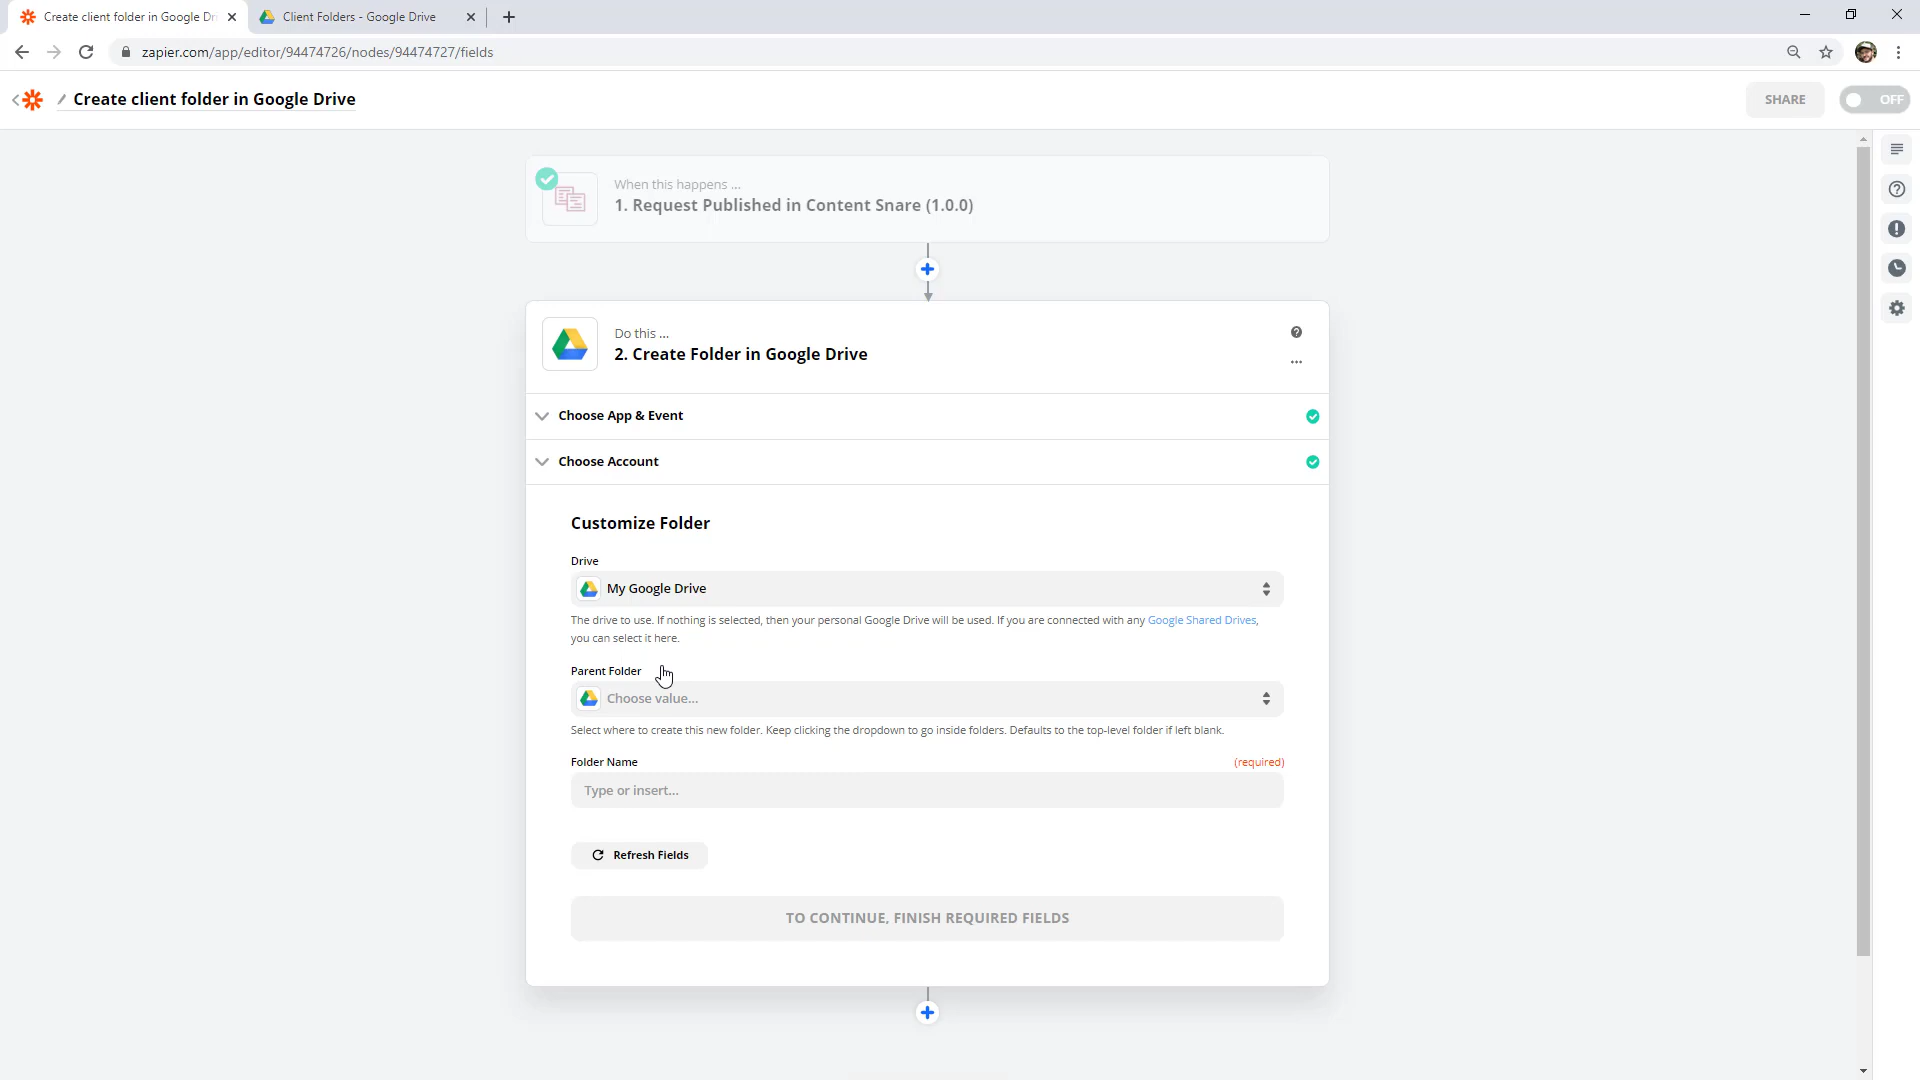 Create client folder in Google Dr
Client Folders - Google Drive
zapier.com/app/editor/94474726/nodes/94474727/fields
Create client folder in Google Drive
SHARE
OFF
When this happens ...
1. Request Published in Content Snare (1.0.0)
Do this ...
2. Create Folder in Google Drive
Choose App & Event
Choose Account
Customize Folder
Drive
My Google Drive
The drive to use. If nothing is selected, then your personal Google Drive will be used. If you are connected with any Google Shared Drives,
you can select it here.
Parent Folder
Choose value...
Select where to create this new folder. Keep clicking the dropdown to go inside folders. Defaults to the top-level folder if left blank.
Folder Name (required)
Type or insert...
Refresh Fields
TO CONTINUE, FINISH REQUIRED FIELDS